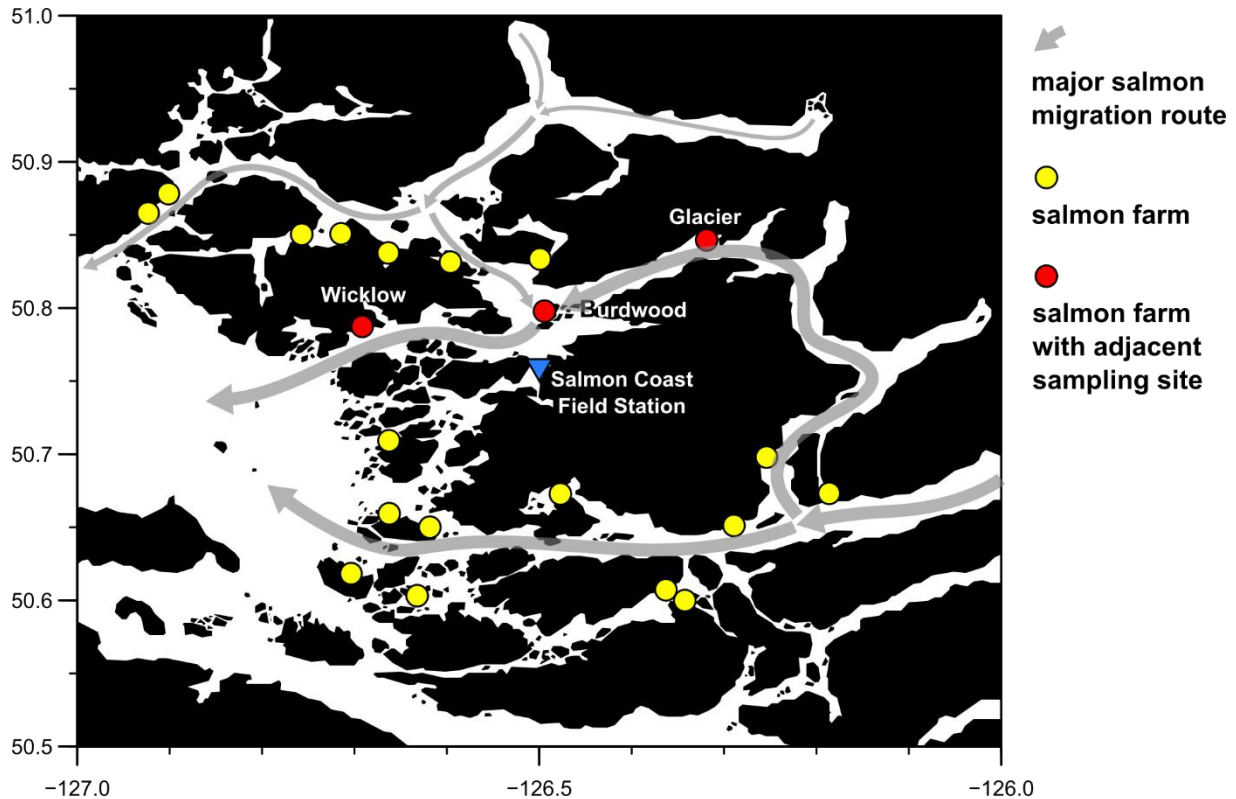 51.0
50.9
50.8
50.7
50.6
50.5
−127.0
−126.5
−126.0
Glacier
Wicklow
Burdwood
Salmon Coast
Field Station
major salmon
migration route
salmon farm
salmon farm
with adjacent
sampling site